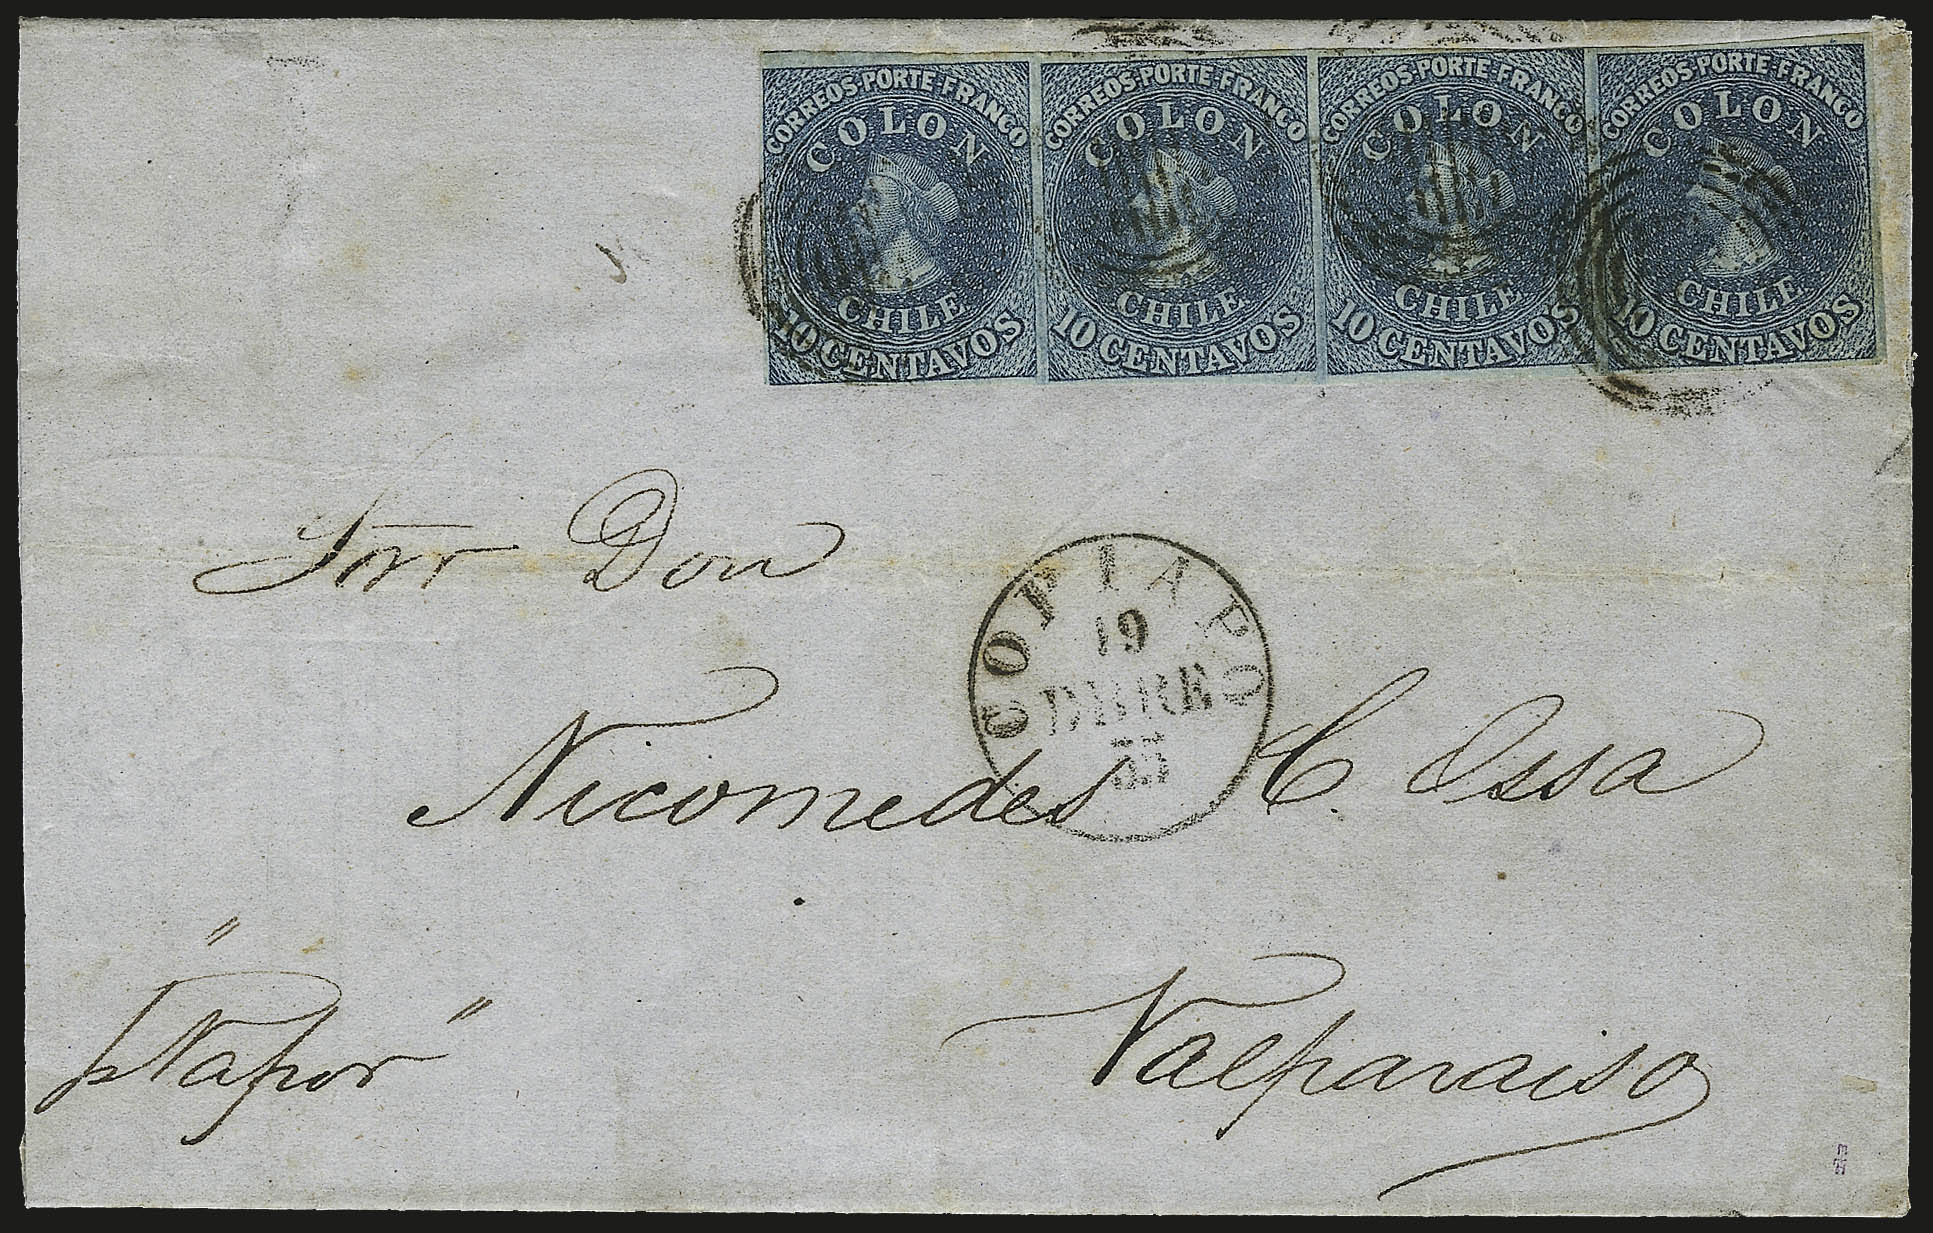 CORREOS-PORTE-FRANCO CORREOS-PORTE-FRANCO CORREOS-PORTE-FRANCO CORREOS-PORTE-FRANCO
COLON COLON COLON COLON
CHILE CHILE CHILE CHILE
10 CENTAVOS 10 CENTAVOS 10 CENTAVOS 10 CENTAVOS
Don
COPIAPO
19
DBRE
Nicomedes C. Ossa
"Vapor"
Valparaiso